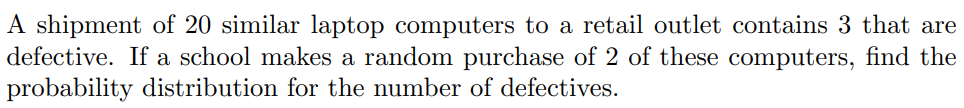 A shipment of 20 similar laptop computers to a retail outlet contains 3 that are
defective. If a school makes a random purchase of 2 of these computers, find the
probability distribution for the number of defectives.